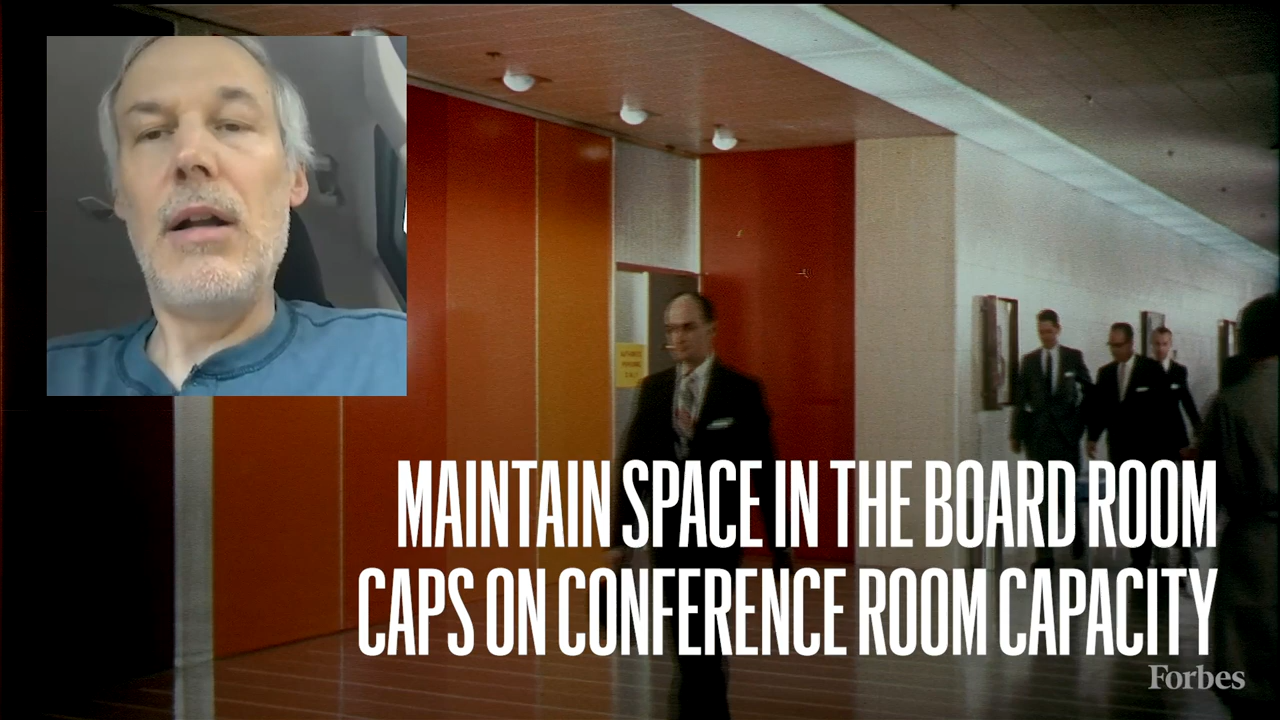 MAINTAIN SPACE IN THE BOARD ROOM
CAPS ON CONFERENCE ROOM CAPACITY
Forbes